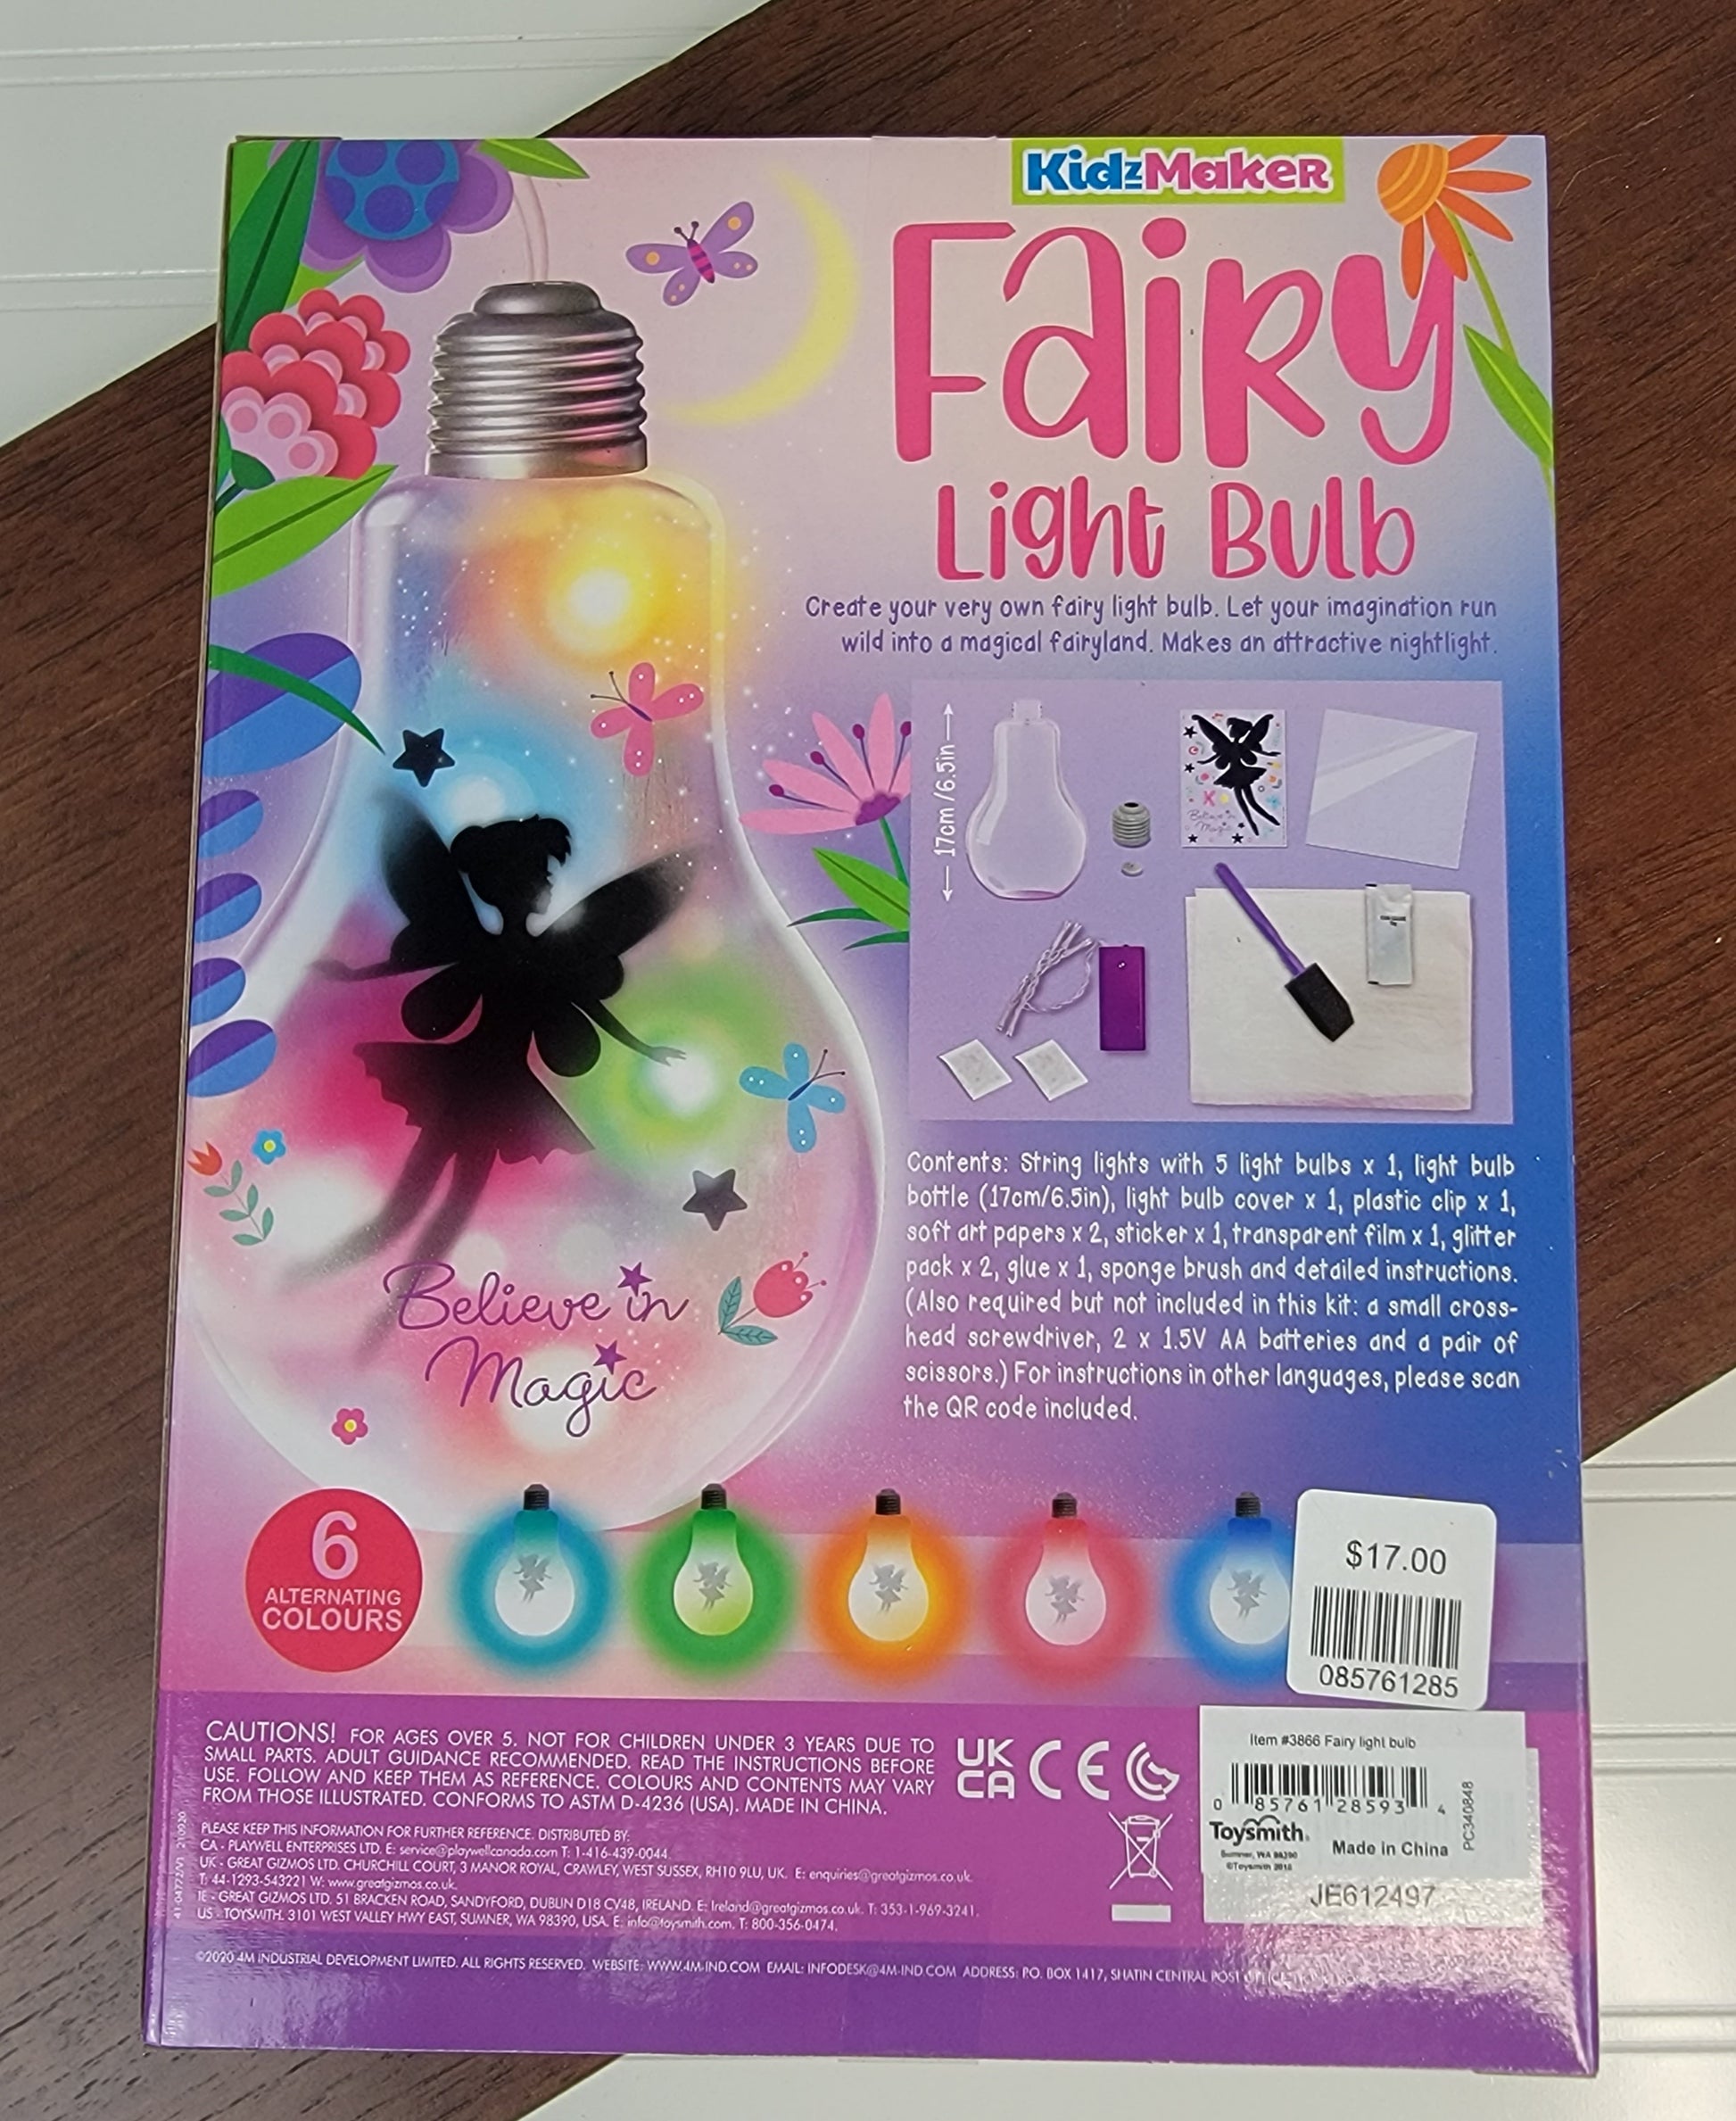 KidzMaker
Fairy
Light Bulb
Create your very own fairy light bulb. Let your imagination run
wild into a magical fairyland. Makes an attractive nightlight.
17cm/6.5in
Believe in
Magic
Contents: String lights with 5 light bulbs x 1, light bulb
bottle (17cm/6.5in), light bulb cover x 1, plastic clip x 1,
soft art papers x 2, sticker x 1, transparent film x 1, glitter
pack x 2, glue x 1, sponge brush and detailed instructions.
(Also required but not included in this kit: a small cross-
head screwdriver, 2 x 1.5V AA batteries and a pair of
scissors.) For instructions in other languages, please scan
the QR code included.
Believe in
Magic
6
ALTERNATING
COLOURS
$17.00
085761285
CAUTIONS! FOR AGES OVER 5. NOT FOR CHILDREN UNDER 3 YEARS DUE TO
SMALL PARTS. ADULT GUIDANCE RECOMMENDED. READ THE INSTRUCTIONS BEFORE
USE. FOLLOW AND KEEP THEM AS REFERENCE. COLOURS AND CONTENTS MAY VARY
FROM THOSE ILLUSTRATED. CONFORMS TO ASTM D-4236 (USA). MADE IN CHINA.
UK
CA
CE
PLEASE KEEP THIS INFORMATION FOR FURTHER REFERENCE. DISTRIBUTED BY:
CA - PLAYWELL ENTERPRISES LTD. E: service@playwellcanada.com T: 1-416-439-0044.
UK - GREAT GIZMOS LTD. CHURCHILL COURT, 3 MANOR ROYAL, CRAWLEY, WEST SUSSEX, RH10 9LU, UK. E: enquiries@greatgizmos.co.uk.
T: 44-1293-543221 W: www.greatgizmos.co.uk.
IE - GREAT GIZMOS LTD. 51 BRACKEN ROAD, SANDYFORD, DUBLIN D18 CV48, IRELAND. E: Ireland@greatgizmos.co.uk. T: 353-1-969-3241.
US - TOYSMITH. 3101 WEST VALLEY HWY EAST, SUMNER, WA 98390, USA. E. info@toysmith.com. T: 800-356-0474.
©2020 4M INDUSTRIAL DEVELOPMENT LIMITED. ALL RIGHTS RESERVED. WEBSITE: WWW.4M-IND.COM EMAIL: INFODESK@4M-IND.COM ADDRESS: P.O. BOX 1417, SHATIN CENTRAL POST
Item #3866 Fairy light bulb
0 85761 28593 4
PC340848
Toysmith.
Made in China
Sumner, WA 98390
©Toysmith 2018
JE612497